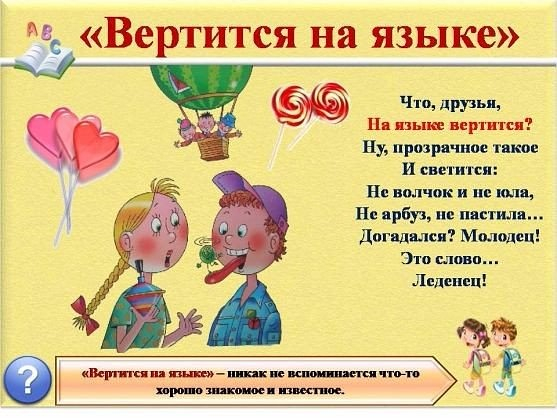 ABC
«Вертится на языке»
Что, друзья,
На языке вертится?
Ну, прозрачное такое
И светится:
Не волчок и не юла,
Не арбуз, не пастила...
Догадался? Молодец!
Это слово...
Леденец!
?
«Вертится на языке» – никак не вспоминается что-то
хорошо знакомое и известное.